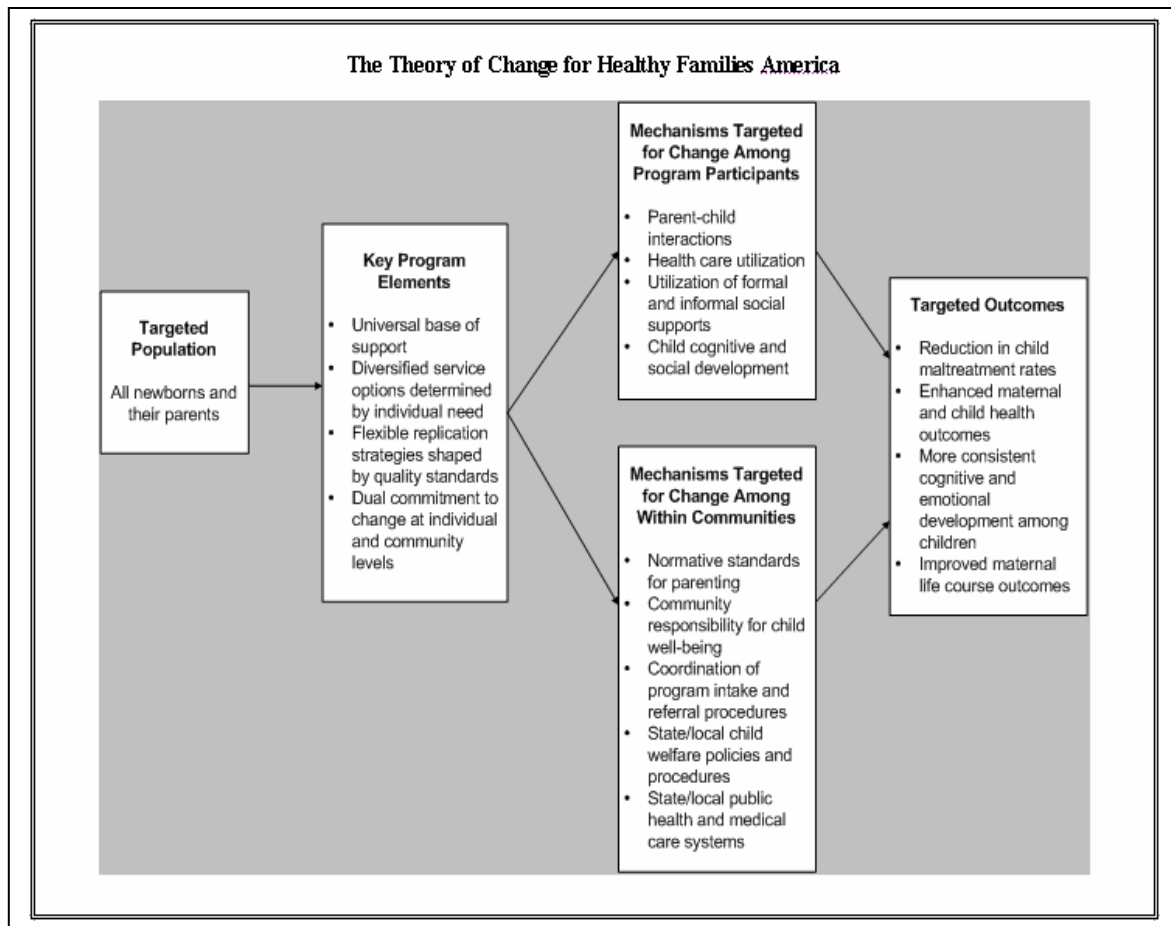 The Theory of Change for Healthy Families America
Targeted
Population
All newborns and
their parents
Key Program
Elements
• Universal base of
support
• Diversified service
options determined
by individual need
• Flexible replication
strategies shaped
by quality standards
• Dual commitment to
change at individual
and community
levels
Mechanisms Targeted
for Change Among
Program Participants
• Parent-child
interactions
• Health care utilization
• Utilization of formal
and informal social
supports
• Child cognitive and
social development
Mechanisms Targeted
for Change Among
Within Communities
• Normative standards
for parenting
• Community
responsibility for child
well-being
• Coordination of
program intake and
referral procedures
• State/local child
welfare policies and
procedures
• State/local public
health and medical
care systems
Targeted Outcomes
• Reduction in child
maltreatment rates
• Enhanced maternal
and child health
outcomes
• More consistent
cognitive and
emotional
development among
children
• Improved maternal
life course outcomes